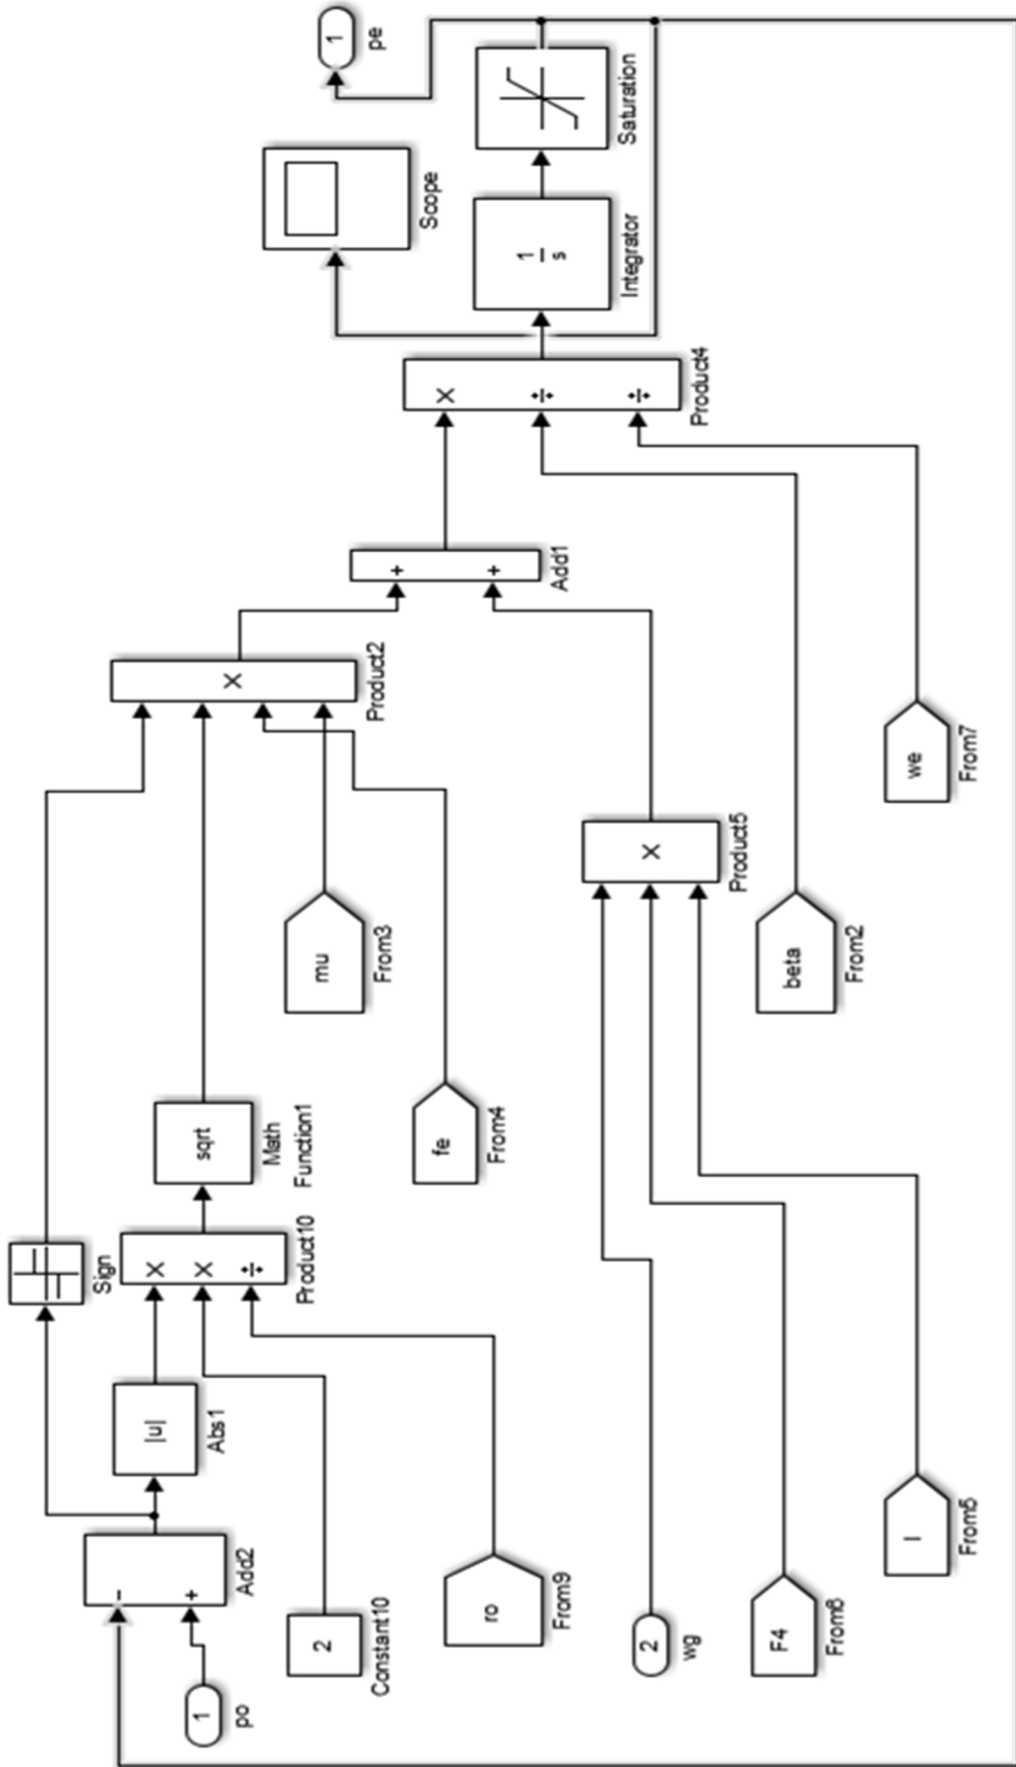 Sign
−
+
Add2
|u|
Abs1
×
×
÷
Product10
sqrt
Math
Function1
×
Product2
1
po
2
Constant10
mu
From3
ro
From9
fe
From4
+
+
Add1
×
÷
÷
Product4
1
s
Integrator
Saturation
Scope
1
pe
2
wg
×
Product5
F4
From6
beta
From2
l
From5
we
From7